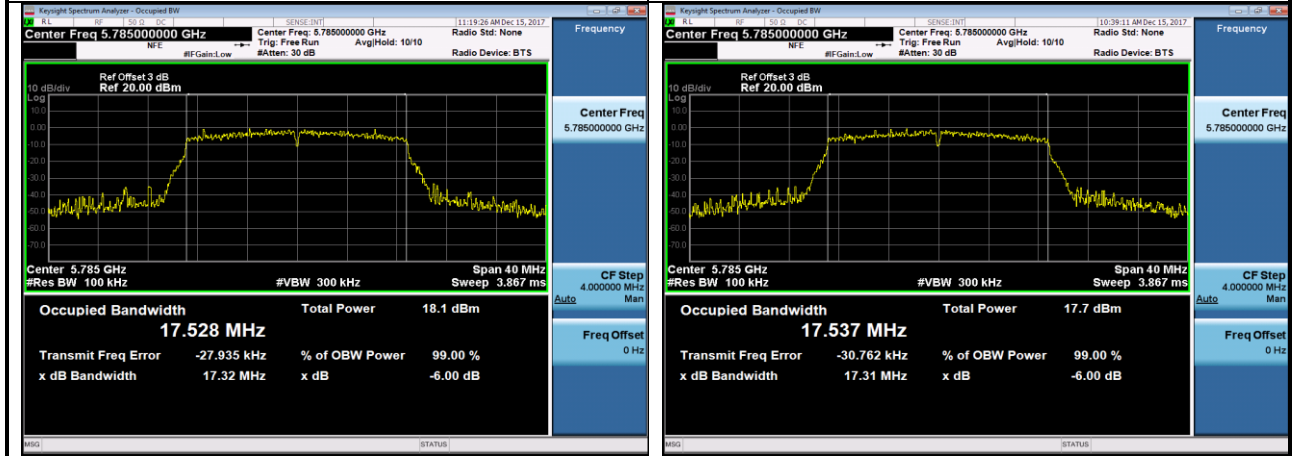 Keysight Spectrum Analyzer - Occupied BW
RL RF 50 Ω DC SENSE:INT 11:19:26 AM Dec 15, 2017
Center Freq 5.785000000 GHz Center Freq: 5.785000000 GHz Radio Std: None
NFE Trig: Free Run Avg|Hold: 10/10
#IFGain:Low #Atten: 30 dB Radio Device: BTS
Ref Offset 3 dB
10 dB/div Ref 20.00 dBm
Log
10.0
0.00
-10.0
-20.0
-30.0
-40.0
-50.0
-60.0
-70.0
Center 5.785 GHz Span 40 MHz
#Res BW 100 kHz #VBW 300 kHz Sweep 3.867 ms
Occupied Bandwidth Total Power 18.1 dBm
17.528 MHz
Transmit Freq Error -27.935 kHz % of OBW Power 99.00 %
x dB Bandwidth 17.32 MHz x dB -6.00 dB
MSG STATUS
Frequency
Center Freq
5.785000000 GHz
CF Step
4.000000 MHz
Auto Man
Freq Offset
0 Hz
Keysight Spectrum Analyzer - Occupied BW
RL RF 50 Ω DC SENSE:INT 10:39:11 AM Dec 15, 2017
Center Freq 5.785000000 GHz Center Freq: 5.785000000 GHz Radio Std: None
NFE Trig: Free Run Avg|Hold: 10/10
#IFGain:Low #Atten: 30 dB Radio Device: BTS
Ref Offset 3 dB
10 dB/div Ref 20.00 dBm
Log
10.0
0.00
-10.0
-20.0
-30.0
-40.0
-50.0
-60.0
-70.0
Center 5.785 GHz Span 40 MHz
#Res BW 100 kHz #VBW 300 kHz Sweep 3.867 ms
Occupied Bandwidth Total Power 17.7 dBm
17.537 MHz
Transmit Freq Error -30.762 kHz % of OBW Power 99.00 %
x dB Bandwidth 17.31 MHz x dB -6.00 dB
MSG STATUS
Frequency
Center Freq
5.785000000 GHz
CF Step
4.000000 MHz
Auto Man
Freq Offset
0 Hz